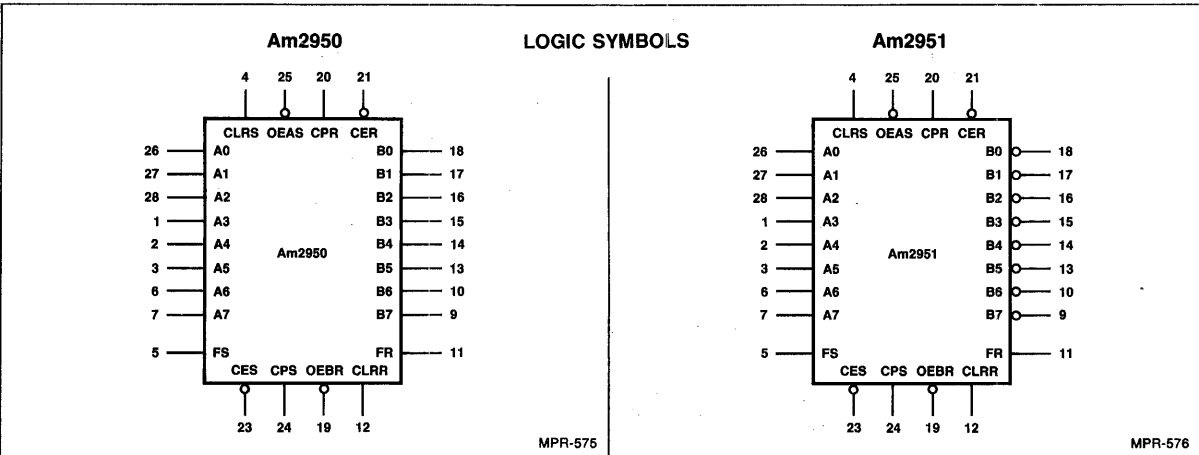 LOGIC SYMBOLS
Am2950
4 25 20 21
CLRS OEAS CPR CER
26 A0 B0 18
27 A1 B1 17
28 A2 B2 16
1 A3 B3 15
2 A4 B4 14
Am2950
3 A5 B5 13
6 A6 B6 10
7 A7 B7 9
5 FS FR 11
CES CPS OEBR CLRR
23 24 19 12
MPR-575
Am2951
4 25 20 21
CLRS OEAS CPR CER
26 A0 B0 18
27 A1 B1 17
28 A2 B2 16
1 A3 B3 15
2 A4 B4 14
Am2951
3 A5 B5 13
6 A6 B6 10
7 A7 B7 9
5 FS FR 11
CES CPS OEBR CLRR
23 24 19 12
MPR-576